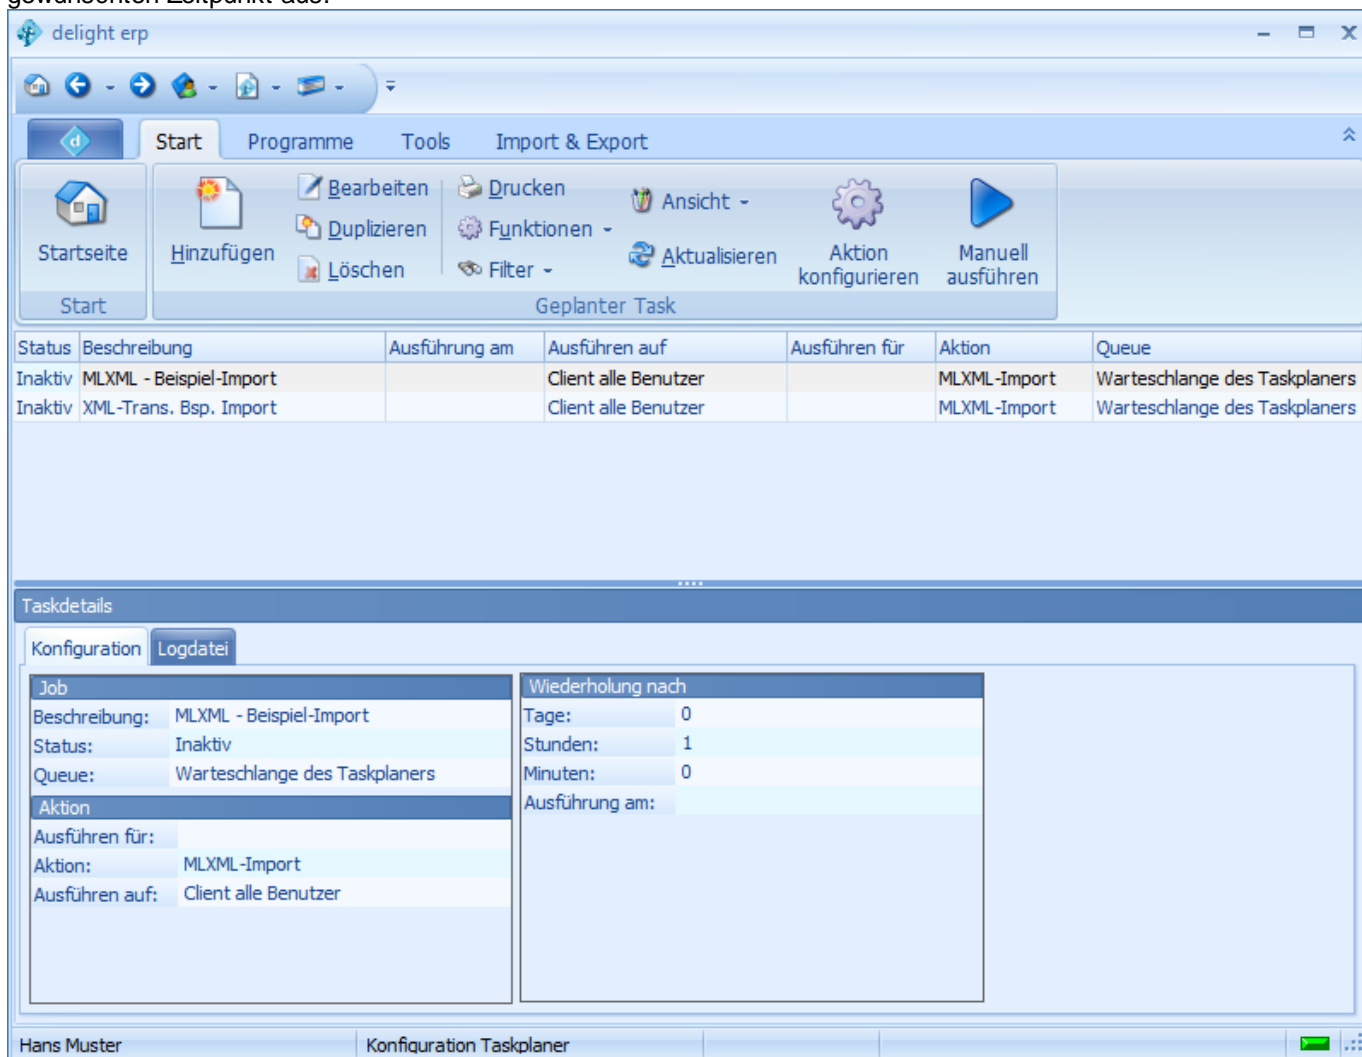 gewünschten Zeitpunkt aus.
delight erp
Start Programme Tools Import & Export
Startseite
Start
Hinzufügen
Bearbeiten
Duplizieren
Löschen
Drucken
Funktionen
Filter
Ansicht
Aktualisieren
Aktion
konfigurieren
Manuell
ausführen
Geplanter Task
Status Beschreibung Ausführung am Ausführen auf Ausführen für Aktion Queue
Inaktiv MLXML - Beispiel-Import Client alle Benutzer MLXML-Import Warteschlange des Taskplaners
Inaktiv XML-Trans. Bsp. Import Client alle Benutzer MLXML-Import Warteschlange des Taskplaners
Taskdetails
Konfiguration Logdatei
Job
Beschreibung: MLXML - Beispiel-Import
Status: Inaktiv
Queue: Warteschlange des Taskplaners
Aktion
Ausführen für:
Aktion: MLXML-Import
Ausführen auf: Client alle Benutzer
Wiederholung nach
Tage: 0
Stunden: 1
Minuten: 0
Ausführung am:
Hans Muster Konfiguration Taskplaner